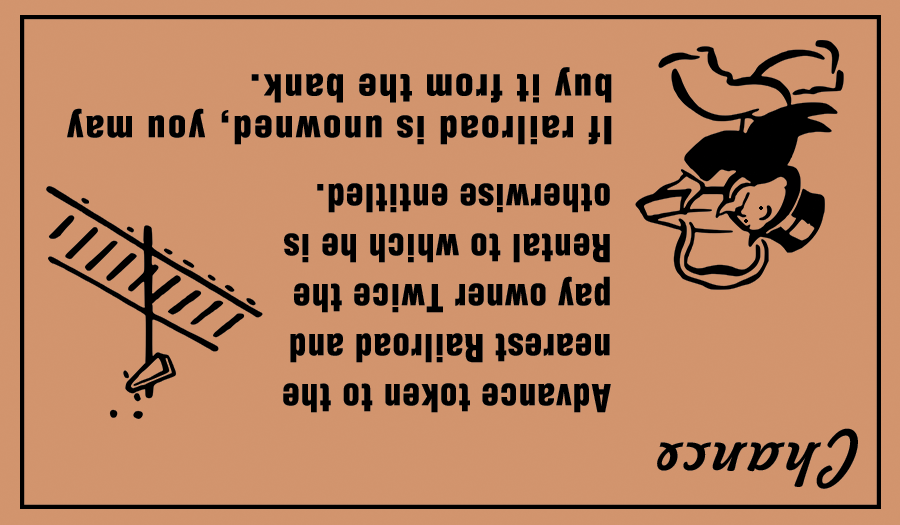 Chance
Advance token to the
nearest Railroad and
pay owner Twice the
Rental to which he is
otherwise entitled.
If railroad is unowned, you may
buy it from the bank.